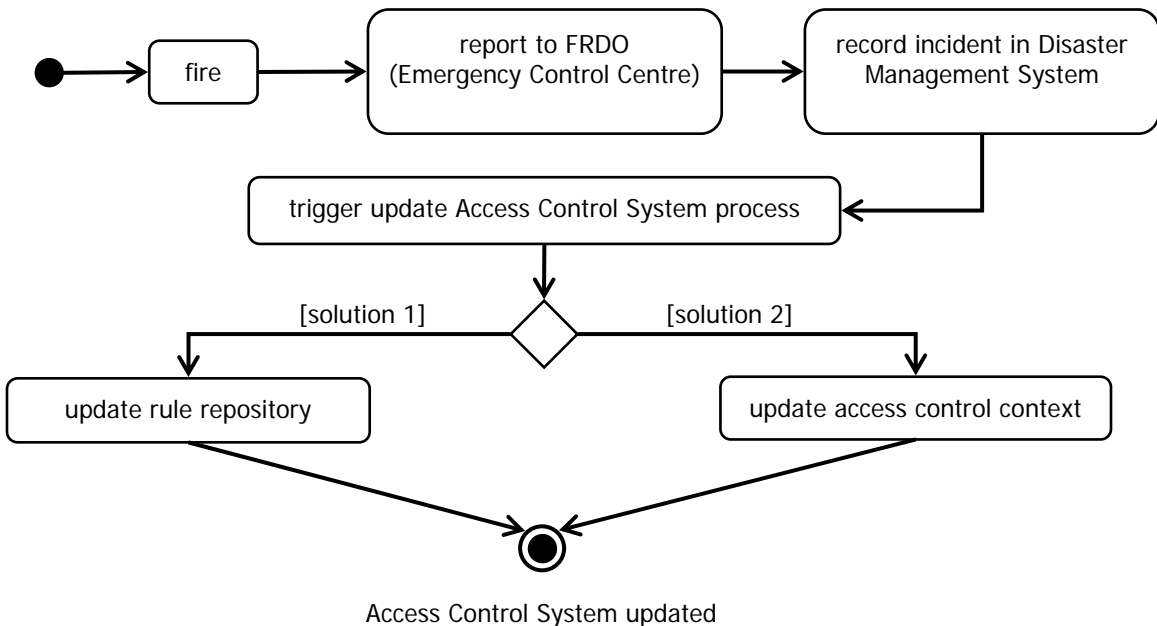 fire
report to FRDO
(Emergency Control Centre)
record incident in Disaster
Management System
trigger update Access Control System process
[solution 1]
[solution 2]
update rule repository
update access control context
Access Control System updated